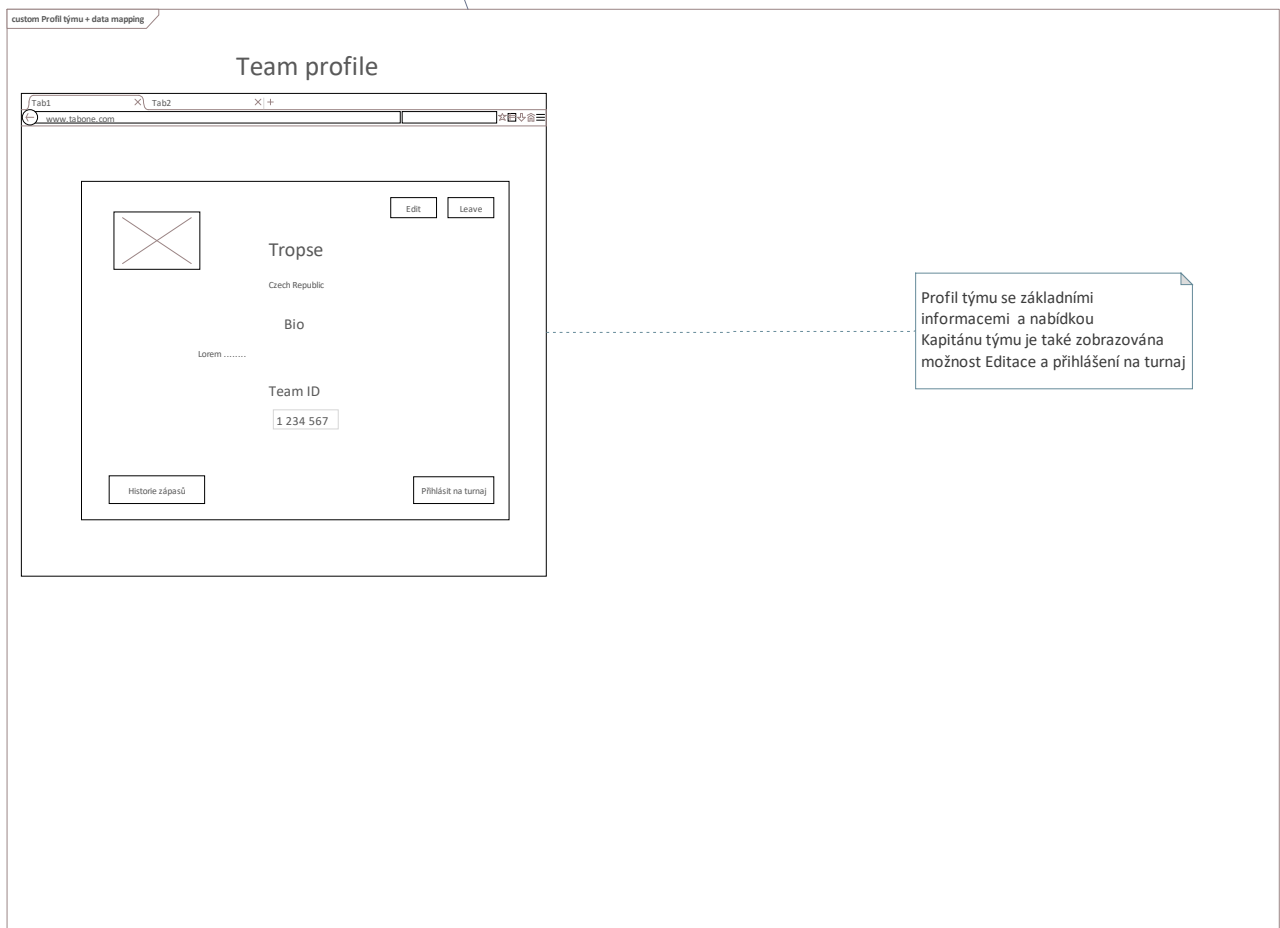 custom Profil týmu + data mapping
Team profile
Tab1
Tab2
www.tabone.com
Edit
Leave
Tropse
Czech Republic
Bio
Lorem ........
Team ID
1 234 567
Historie zápasů
Přihlásit na turnaj
Profil týmu se základními
informacemi a nabídkou
Kapitánu týmu je také zobrazována
možnost Editace a přihlášení na turnaj